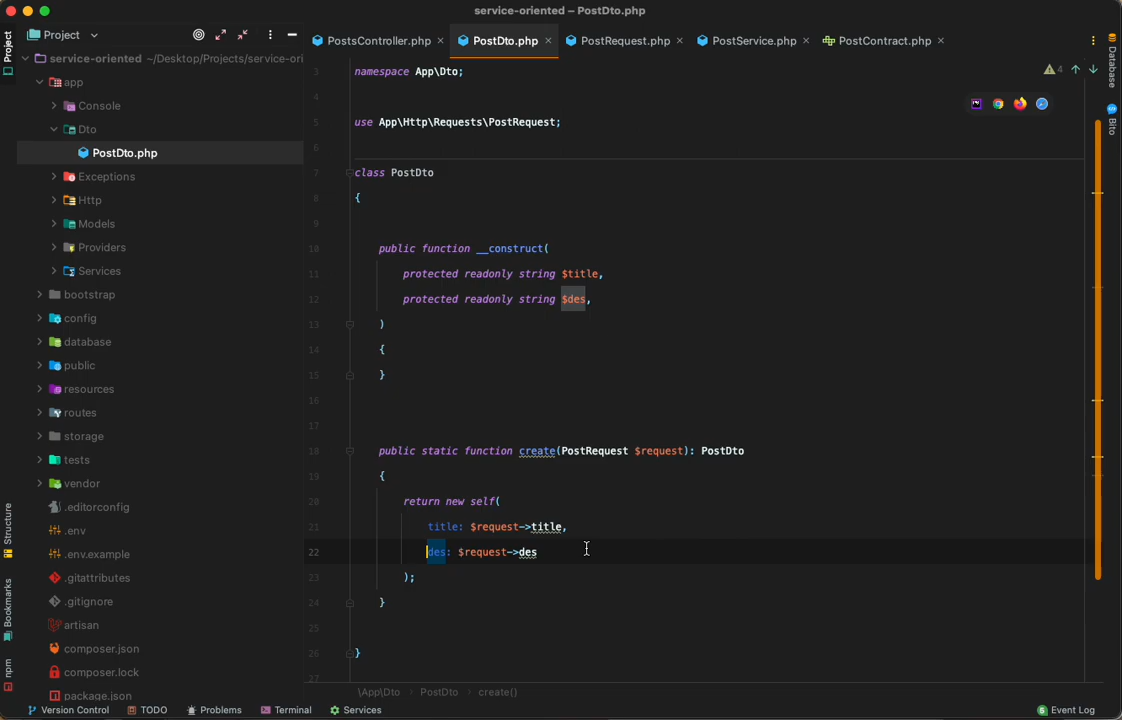 service-oriented – PostDto.php
Project
PostsController.php
PostDto.php
PostRequest.php
PostService.php
PostContract.php
Project
Structure
Bookmarks
npm
service-oriented ~/Desktop/Projects/service-ori
app
Console
Dto
PostDto.php
Exceptions
Http
Models
Providers
Services
bootstrap
config
database
public
resources
routes
storage
tests
vendor
.editorconfig
.env
.env.example
.gitattributes
.gitignore
artisan
composer.json
composer.lock
package.json
3 namespace App\Dto;
4
5 use App\Http\Requests\PostRequest;
6
7 class PostDto
8 {
9
10 public function __construct(
11 protected readonly string $title,
12 protected readonly string $des,
13 )
14 {
15 }
16
17
18 public static function create(PostRequest $request): PostDto
19 {
20 return new self(
21 title: $request->title,
22 des: $request->des
23 );
24 }
25
26 }
27
4
Database
Bito
\App\Dto › PostDto › create()
Version Control
TODO
Problems
Terminal
Services
5 Event Log